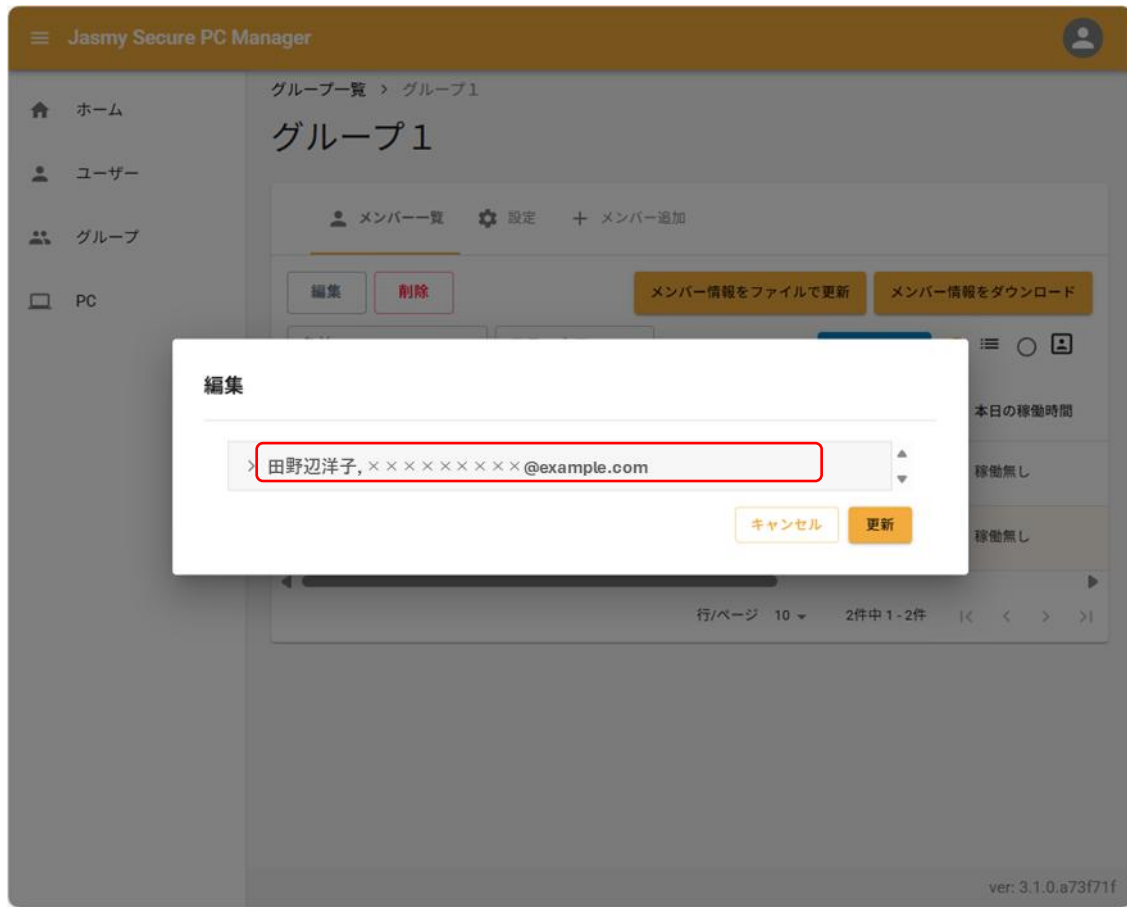 Jasmy Secure PC Manager
ホーム
ユーザー
グループ
PC
グループ一覧 > グループ１
グループ１
メンバー一覧 設定 + メンバー追加
編集 削除 メンバー情報をファイルで更新 メンバー情報をダウンロード
本日の稼働時間
編集
田野辺洋子, ×××××××××@example.com
稼働無し
キャンセル 更新
稼働無し
行/ページ 10 2件中 1 - 2件
ver: 3.1.0.a73f71f